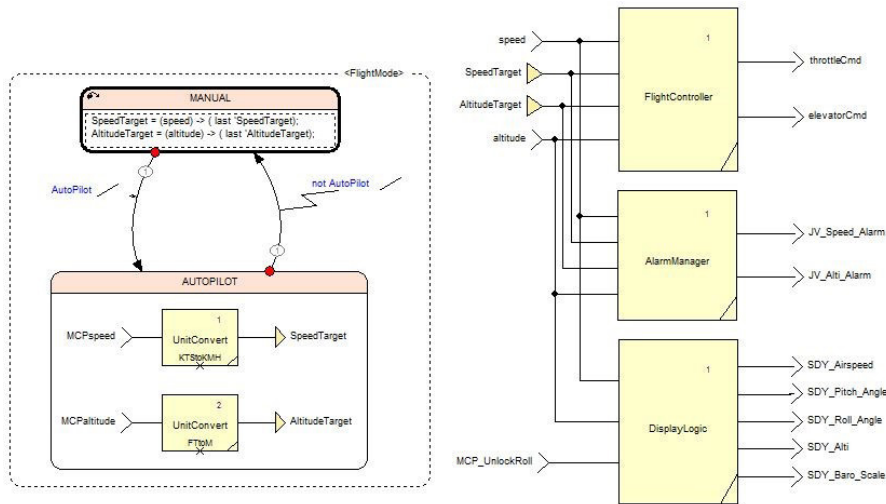 <FlightMode>
MANUAL
SpeedTarget = (speed) -> ( last 'SpeedTarget);
AltitudeTarget = (altitude) -> ( last 'AltitudeTarget);
1
AutoPilot
not AutoPilot
1
AUTOPILOT
MCPspeed
1
UnitConvert
KTStoKMH
SpeedTarget
MCPaltitude
2
UnitConvert
FTtoM
AltitudeTarget
speed
SpeedTarget
AltitudeTarget
altitude
1
FlightController
throttleCmd
elevatorCmd
1
AlarmManager
JV_Speed_Alarm
JV_Alti_Alarm
MCP_UnlockRoll
1
DisplayLogic
SDY_Airspeed
SDY_Pitch_Angle
SDY_Roll_Angle
SDY_Alti
SDY_Baro_Scale